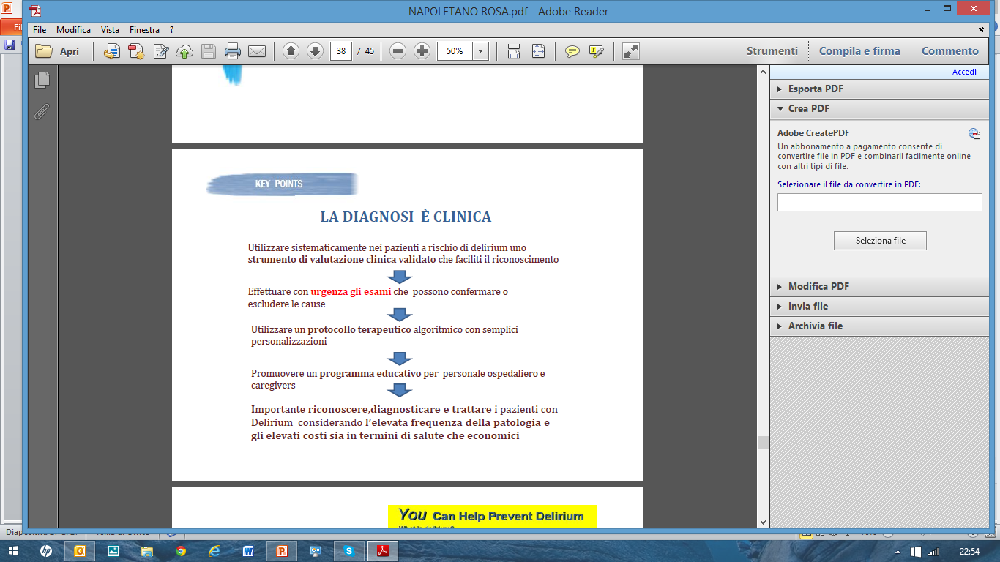 NAPOLETANO ROSA.pdf - Adobe Reader
File Modifica Vista Finestra ?
Apri 38 / 45 50% Strumenti Compila e firma Commento
Accedi
Esporta PDF
Crea PDF
Adobe CreatePDF
Un abbonamento a pagamento consente di
convertire file in PDF e combinarli facilmente online
con altri tipi di file.
Selezionare il file da convertire in PDF:
Seleziona file
Modifica PDF
Invia file
Archivia file
KEY POINTS
LA DIAGNOSI È CLINICA
Utilizzare sistematicamente nei pazienti a rischio di delirium uno
strumento di valutazione clinica validato che faciliti il riconoscimento
Effettuare con urgenza gli esami che possono confermare o
escludere le cause
Utilizzare un protocollo terapeutico algoritmico con semplici
personalizzazioni
Promuovere un programma educativo per personale ospedaliero e
caregivers
Importante riconoscere,diagnosticare e trattare i pazienti con
Delirium considerando l'elevata frequenza della patologia e
gli elevati costi sia in termini di salute che economici
You Can Help Prevent Delirium
What is delirium?
22:54